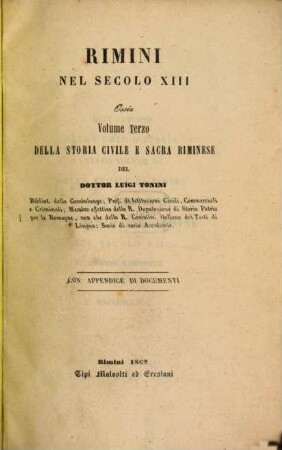 RIMINI
NEL SECOLO XIII
Ossia
Volume Terzo
DELLA STORIA CIVILE E SACRA RIMINESE
DEL
DOTTOR LUIGI TONINI
Bibliot. della Gambalunga; Prof. di Istituzioni Civili, Commerciali
e Criminali; Membro effettivo della R. Deputazione di Storia Patria
per le Romagne, non che della R. Commiss. italiana dei Testi di
Lingua; Socio di varie Accademie.
CON APPENDICE DI DOCUMENTI
Rimini 1862
Tipi Malvolti ed Ercolani